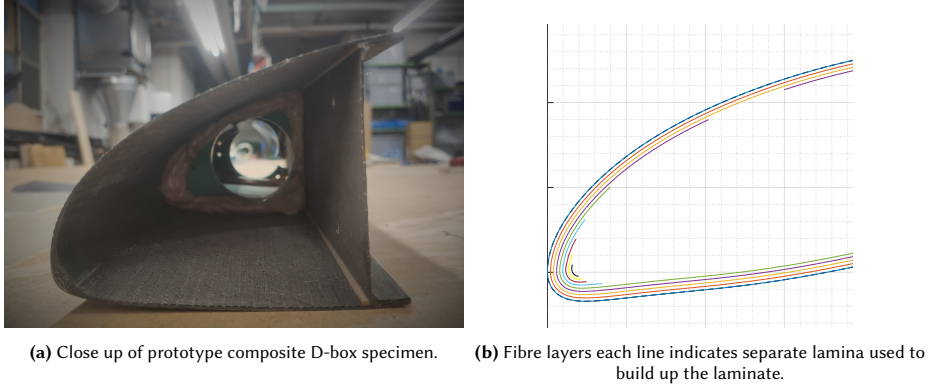 (a) Close up of prototype composite D-box specimen.
(b) Fibre layers each line indicates separate lamina used to
build up the laminate.